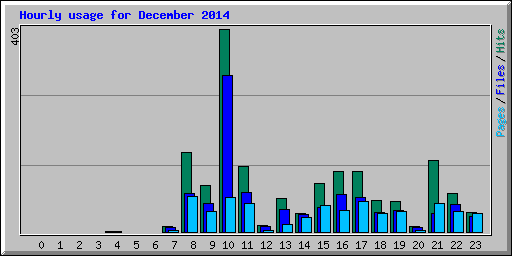 Hourly usage for December 2014
403
Pages/Files/Hits
0 1 2 3 4 5 6 7 8 9 10 11 12 13 14 15 16 17 18 19 20 21 22 23